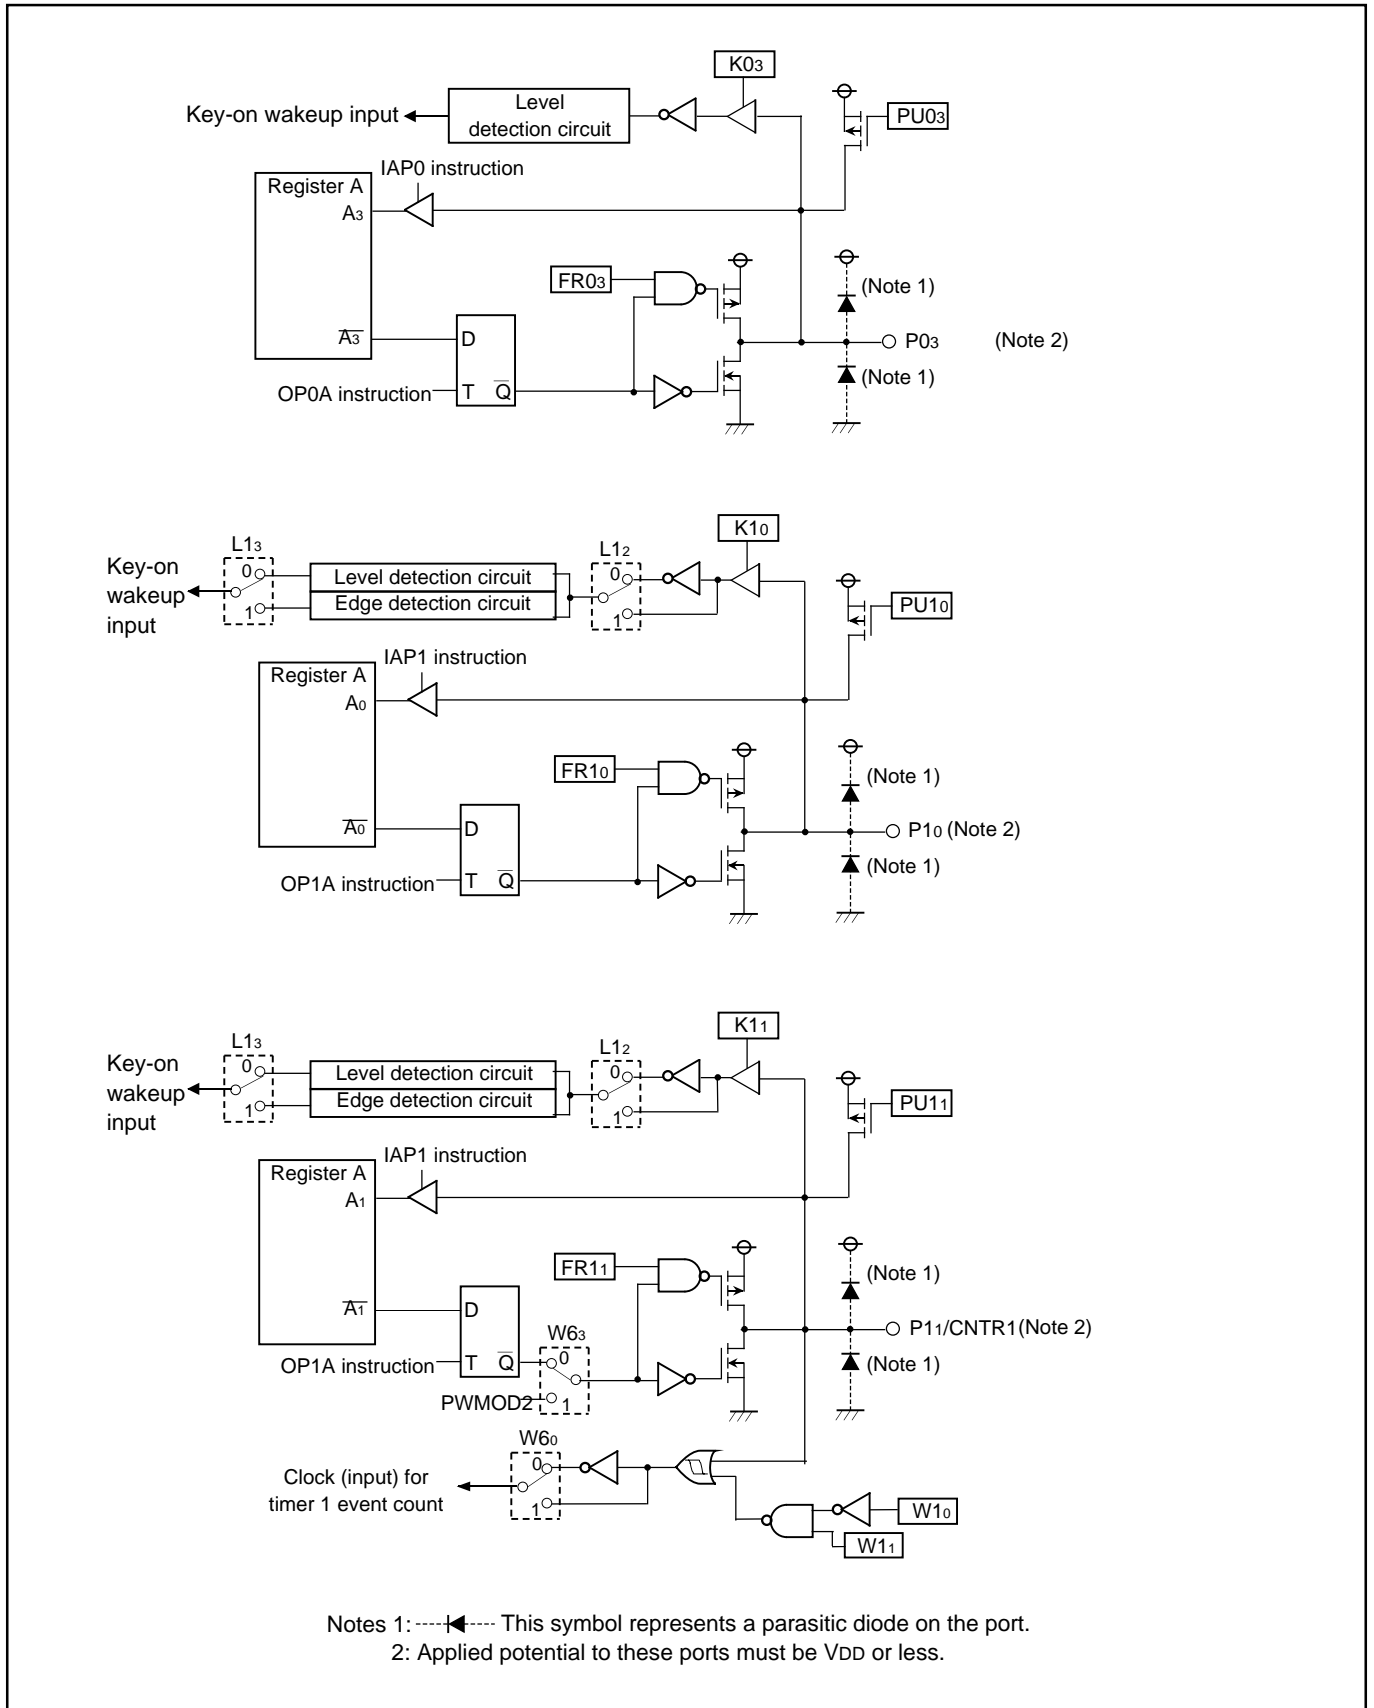 K03
Key-on wakeup input
Level
detection circuit
PU03
IAP0 instruction
Register A
A3
FR03
(Note 1)
A3
D
P03 (Note 2)
(Note 1)
OP0A instruction
T Q
K10
L13
L12
Key-on
wakeup
input
0
1
Level detection circuit
Edge detection circuit
0
1
PU10
IAP1 instruction
Register A
A0
FR10
(Note 1)
A0
D
P10 (Note 2)
(Note 1)
OP1A instruction
T Q
K11
L13
L12
Key-on
wakeup
input
0
1
Level detection circuit
Edge detection circuit
0
1
PU11
IAP1 instruction
Register A
A1
FR11
(Note 1)
A1
D
P11/CNTR1(Note 2)
W63
0
1
(Note 1)
OP1A instruction
T Q
PWMOD2
W60
0
1
Clock (input) for
timer 1 event count
W10
W11
Notes 1: This symbol represents a parasitic diode on the port.
2: Applied potential to these ports must be VDD or less.